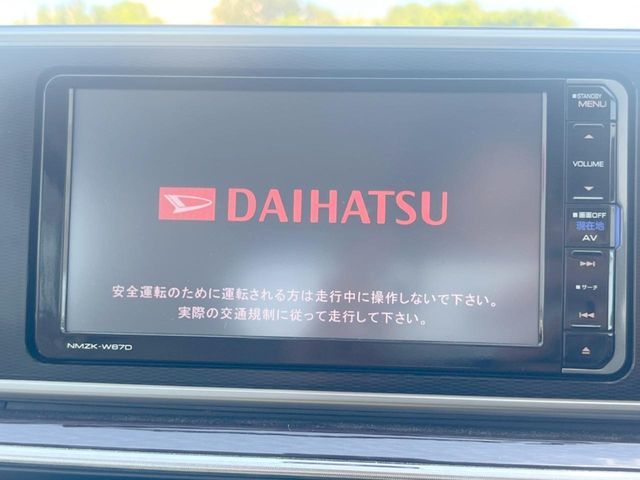 STANDBY
MENU
DAIHATSU
VOLUME
画面OFF
現在地
AV
サーチ
安全運転のために運転される方は走行中に操作しないで下さい。
実際の交通規制に従って走行して下さい。
NMZK-W67D